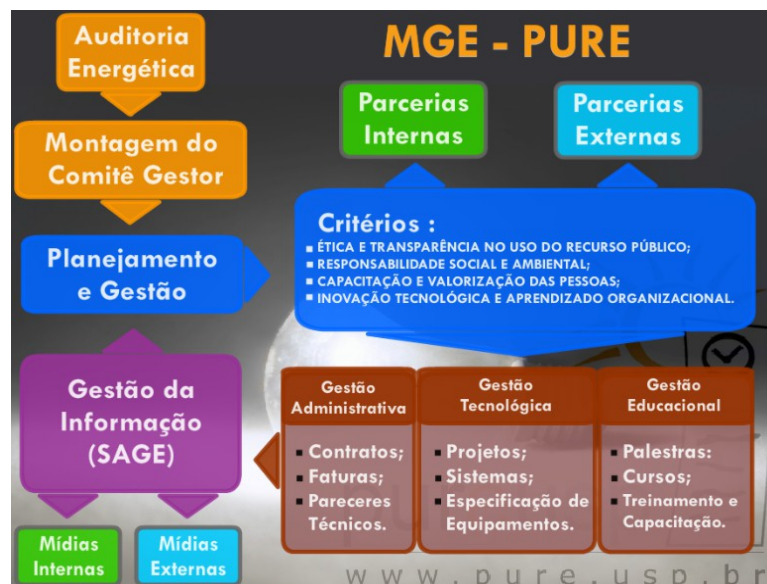 MGE - PURE
Auditoria
Energética
Montagem do
Comitê Gestor
Planejamento
e Gestão
Parcerias
Internas
Parcerias
Externas
Critérios :
▪ ÉTICA E TRANSPARÊNCIA NO USO DO RECURSO PÚBLICO;
▪ RESPONSABILIDADE SOCIAL E AMBIENTAL;
▪ CAPACITAÇÃO E VALORIZAÇÃO DAS PESSOAS;
▪ INOVAÇÃO TECNOLÓGICA E APRENDIZADO ORGANIZACIONAL.
Gestão
Administrativa
▪ Contratos;
▪ Faturas;
▪ Pareceres
Técnicos.
Gestão
Tecnológica
▪ Projetos;
▪ Sistemas;
▪ Especificação de
Equipamentos.
Gestão
Educacional
▪ Palestras:
▪ Cursos;
▪ Treinamento e
Capacitação.
Gestão da
Informação
(SAGE)
Mídias
Internas
Mídias
Externas
www.pure.usp.br